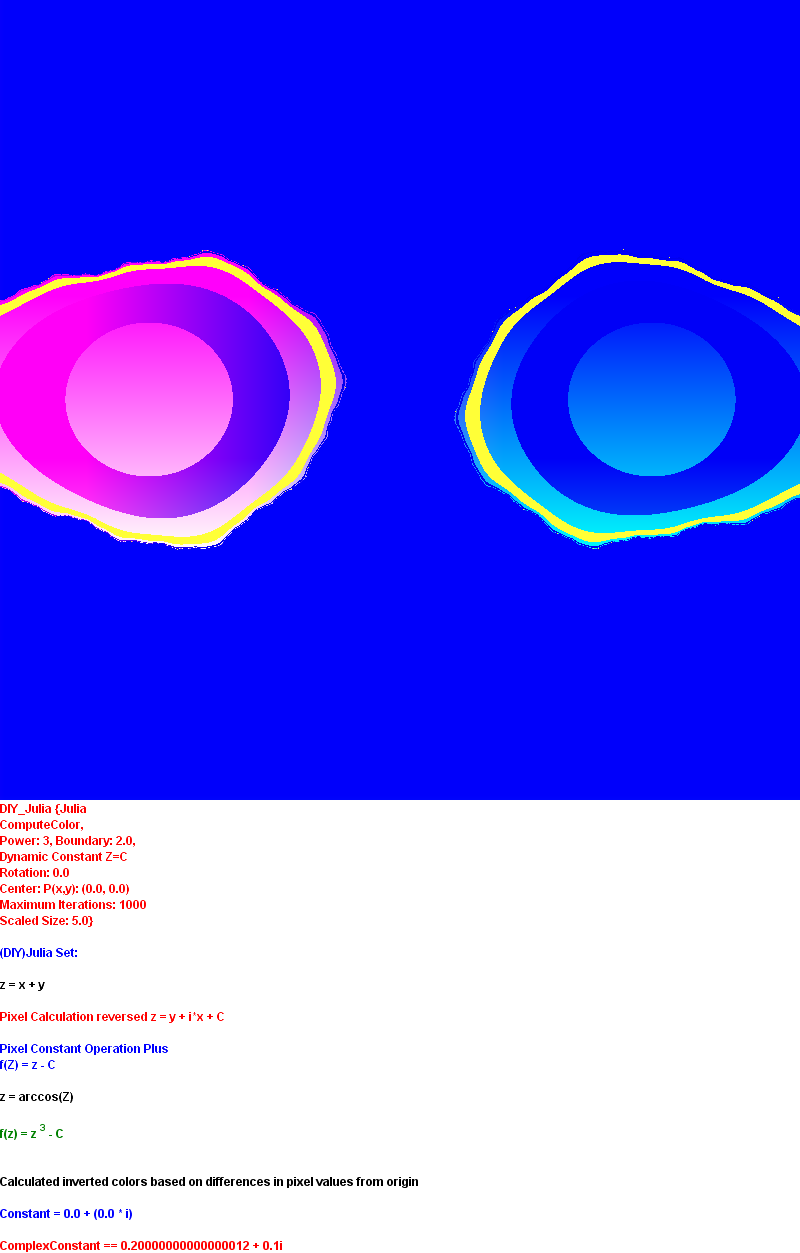 DIY_Julia {Julia
ComputeColor,
Power: 3, Boundary: 2.0,
Dynamic Constant Z=C
Rotation: 0.0
Center: P(x,y): (0.0, 0.0)
Maximum Iterations: 1000
Scaled Size: 5.0}
(DIY)Julia Set:
z = x + y
Pixel Calculation reversed z = y + i*x + C
Pixel Constant Operation Plus
f(Z) = z - C
z = arccos(Z)
f(z) = z 3 - C
Calculated inverted colors based on differences in pixel values from origin
Constant = 0.0 + (0.0 * i)
ComplexConstant == 0.20000000000000012 + 0.1i